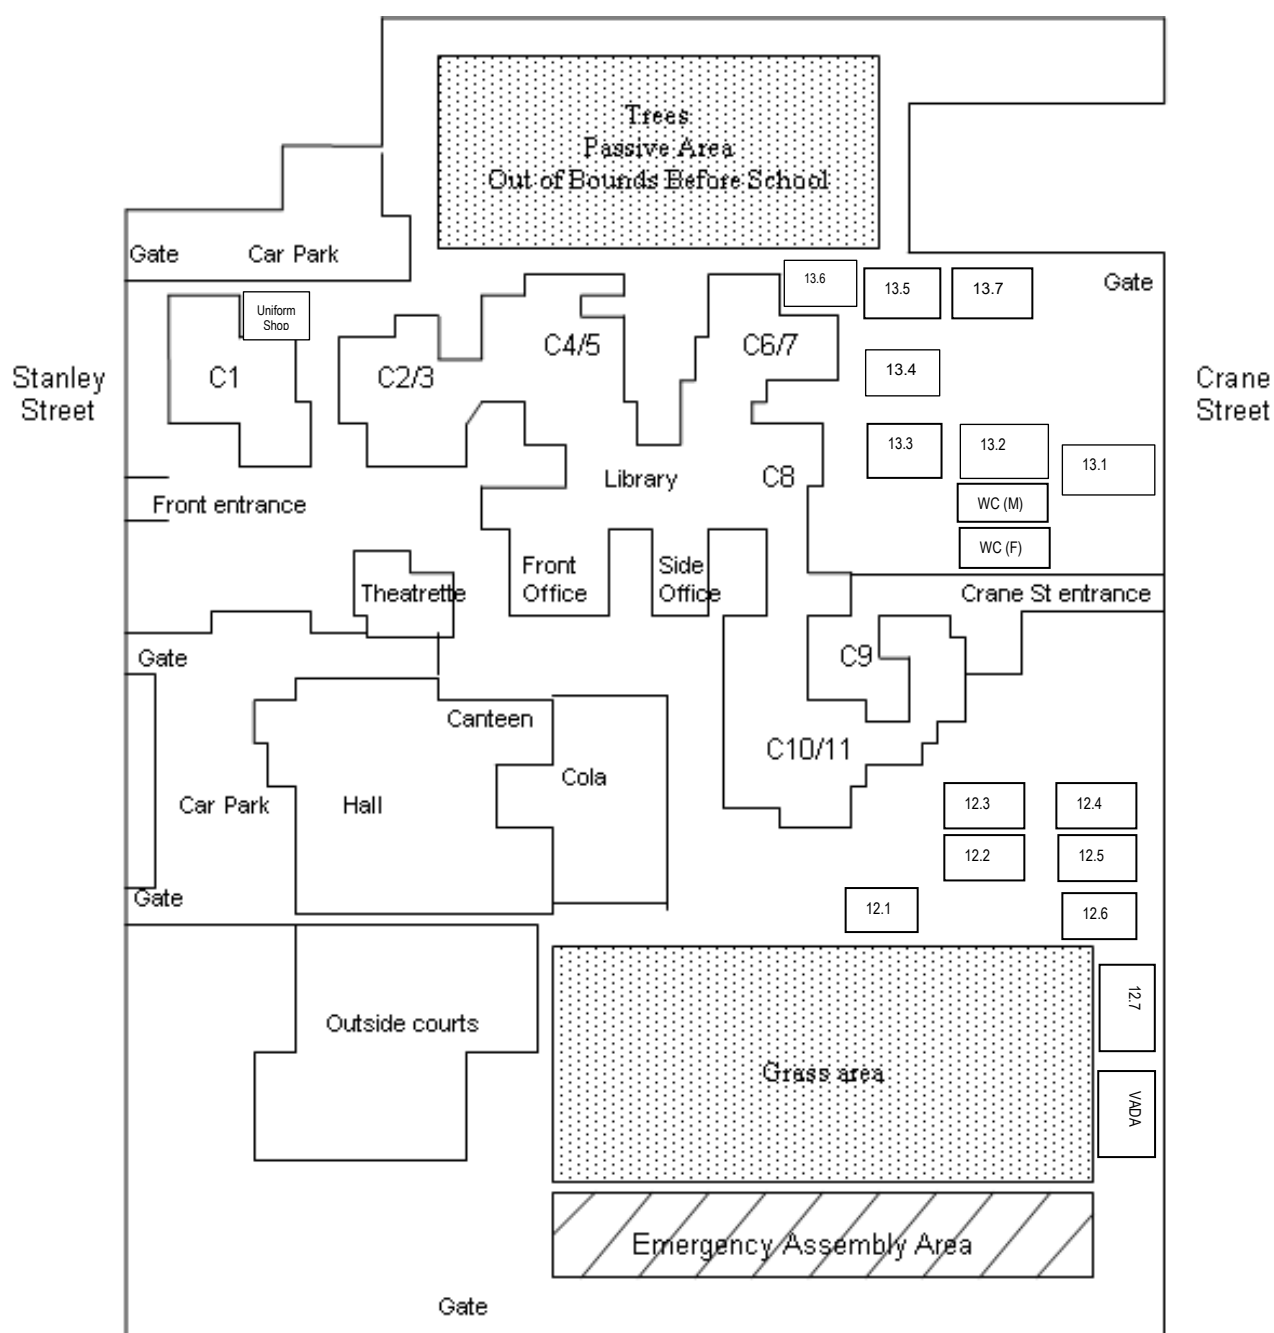 Trees
Passive Area
Out of Bounds Before School
Gate
Car Park
13.6
13.5
13.7
Gate
Uniform
Shop
C4/5
C6/7
C1
C2/3
13.4
Stanley
Street
Crane
Street
13.3
13.2
13.1
Library
C8
Front entrance
WC (M)
WC (F)
Front
Office
Side
Office
Theatrette
Crane St entrance
Gate
C9
Canteen
C10/11
Cola
Car Park
Hall
12.3
12.4
12.2
12.5
Gate
12.1
12.6
12.7
Outside courts
Grass area
VADA
Emergency Assembly Area
Gate